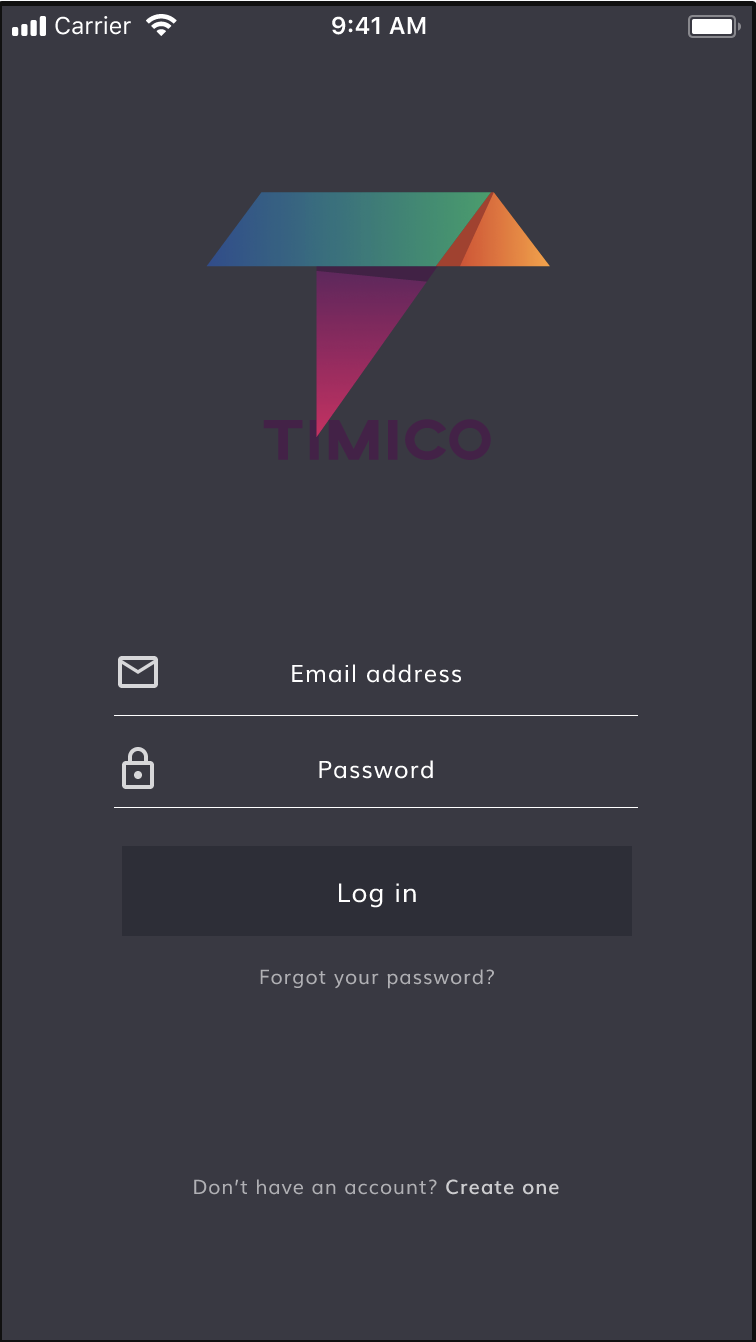 Carrier 9:41 AM
TIMICO
Email address
Password
Log in
Forgot your password?
Don’t have an account? Create one